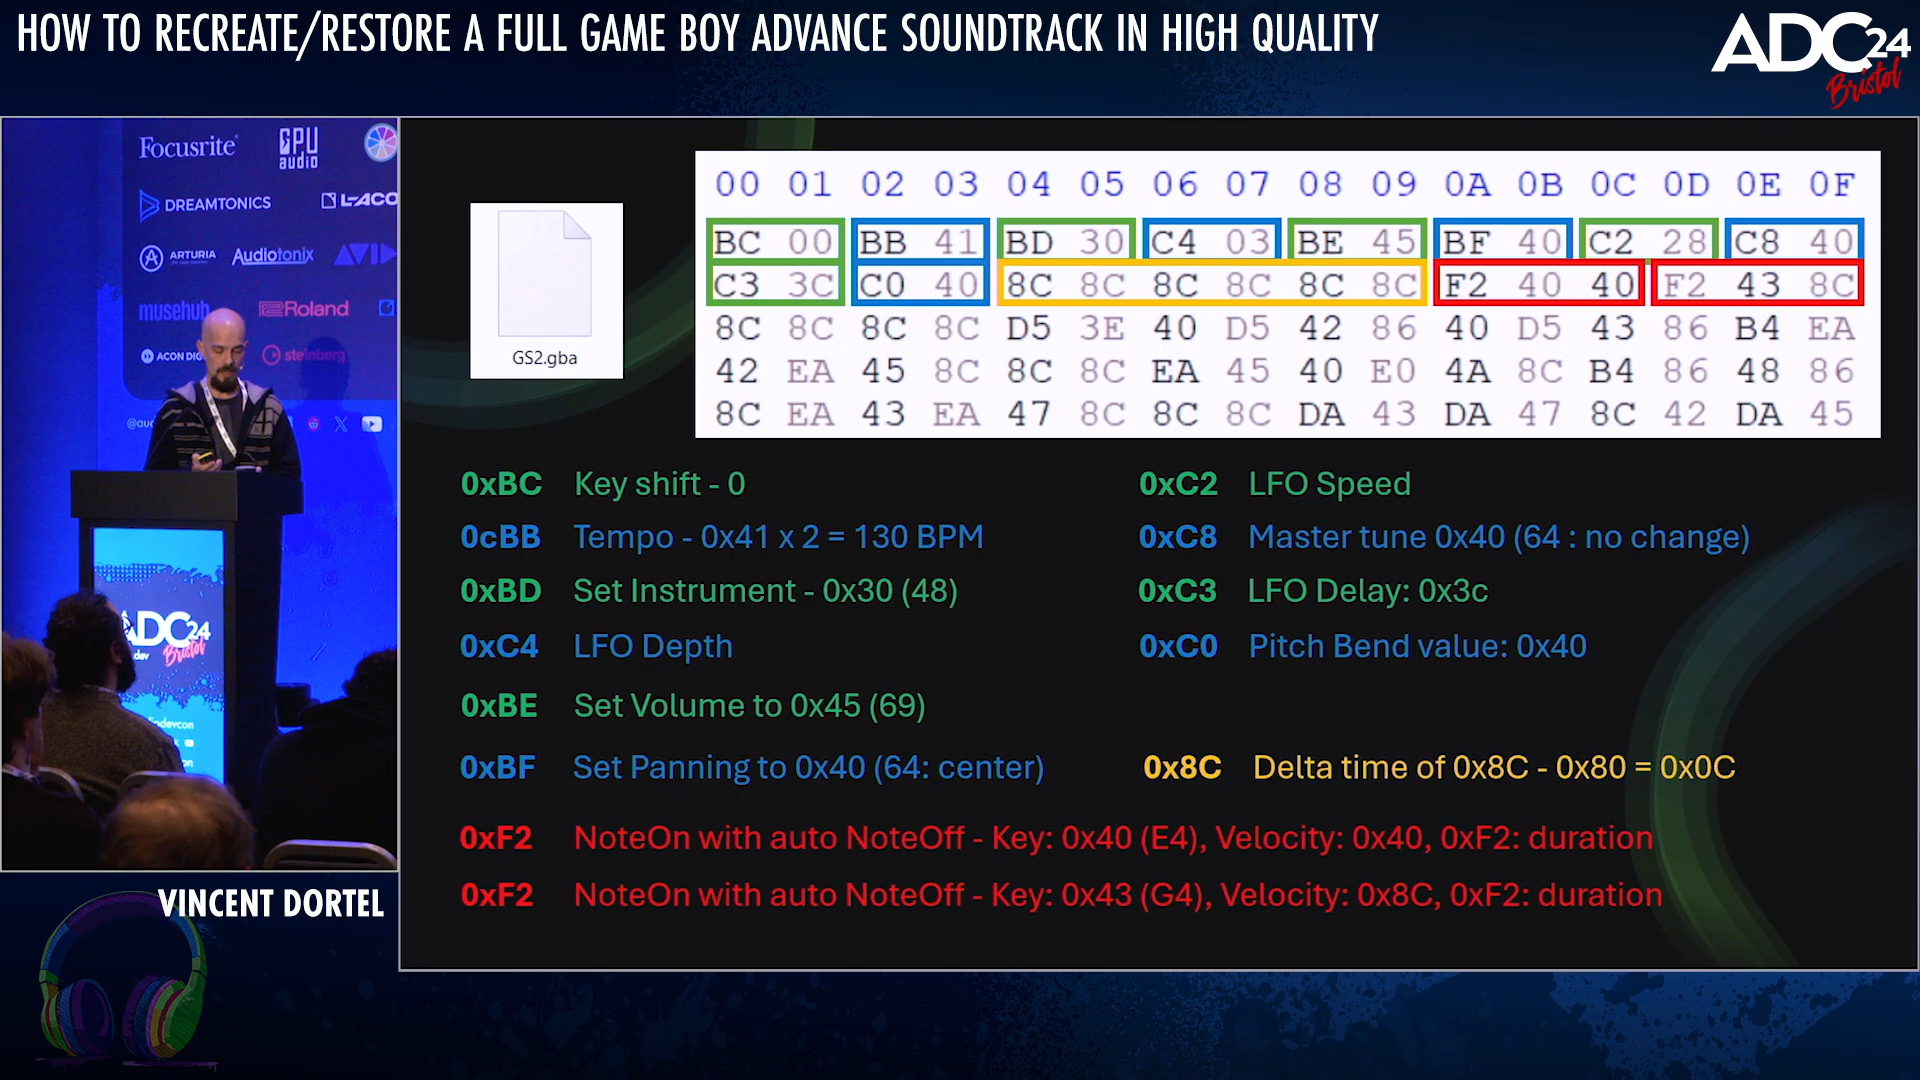 HOW TO RECREATE/RESTORE A FULL GAME BOY ADVANCE SOUNDTRACK IN HIGH QUALITY
ADC24
Bristol
Focusrite
GPU audio
DREAMTONICS
L-ACO
ARTURIA
Audiotonix
AVID
musehub
Roland
ACON DIG
steinberg
@auc
ADC24
.dev
Bristol
iodevcon
VINCENT DORTEL
GS2.gba
00 01 02 03 04 05 06 07 08 09 0A 0B 0C 0D 0E 0F
BC 00 BB 41 BD 30 C4 03 BE 45 BF 40 C2 28 C8 40
C3 3C C0 40 8C 8C 8C 8C 8C 8C F2 40 40 F2 43 8C
8C 8C 8C 8C D5 3E 40 D5 42 86 40 D5 43 86 B4 EA
42 EA 45 8C 8C 8C EA 45 40 E0 4A 8C B4 86 48 86
8C EA 43 EA 47 8C 8C 8C DA 43 DA 47 8C 42 DA 45
0xBC Key shift - 0
0cBB Tempo - 0x41 x 2 = 130 BPM
0xBD Set Instrument - 0x30 (48)
0xC4 LFO Depth
0xBE Set Volume to 0x45 (69)
0xBF Set Panning to 0x40 (64: center)
0xC2 LFO Speed
0xC8 Master tune 0x40 (64 : no change)
0xC3 LFO Delay: 0x3c
0xC0 Pitch Bend value: 0x40
0x8C Delta time of 0x8C - 0x80 = 0x0C
0xF2 NoteOn with auto NoteOff - Key: 0x40 (E4), Velocity: 0x40, 0xF2: duration
0xF2 NoteOn with auto NoteOff - Key: 0x43 (G4), Velocity: 0x8C, 0xF2: duration